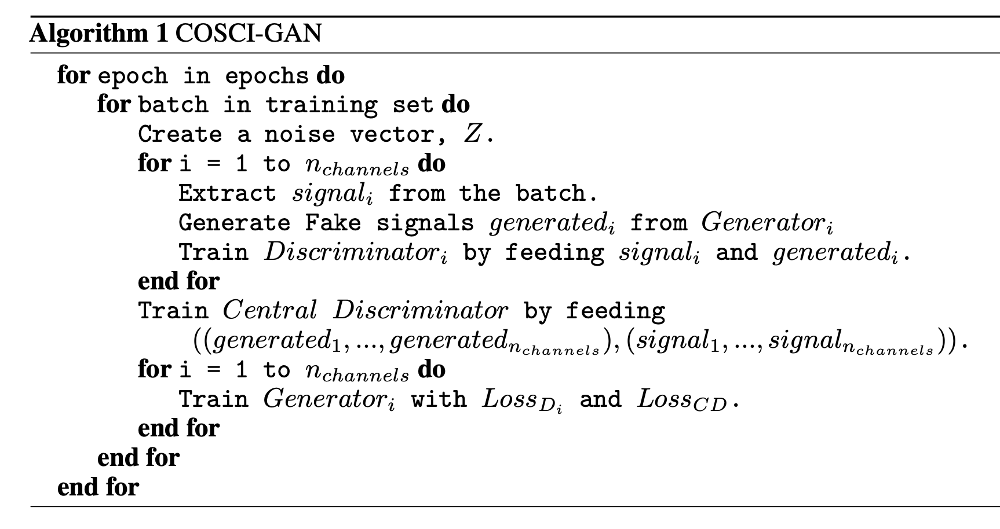 Algorithm 1 COSCI-GAN
for epoch in epochs do
for batch in training set do
Create a noise vector, Z.
for i = 1 to n_{channels} do
Extract signal_i from the batch.
Generate Fake signals generated_i from Generator_i
Train Discriminator_i by feeding signal_i and generated_i.
end for
Train Central Discriminator by feeding
((generated_1, ..., generated_{n_{channels}}), (signal_1, ..., signal_{n_{channels}})).
for i = 1 to n_{channels} do
Train Generator_i with Loss_{D_i} and Loss_{CD}.
end for
end for
end for